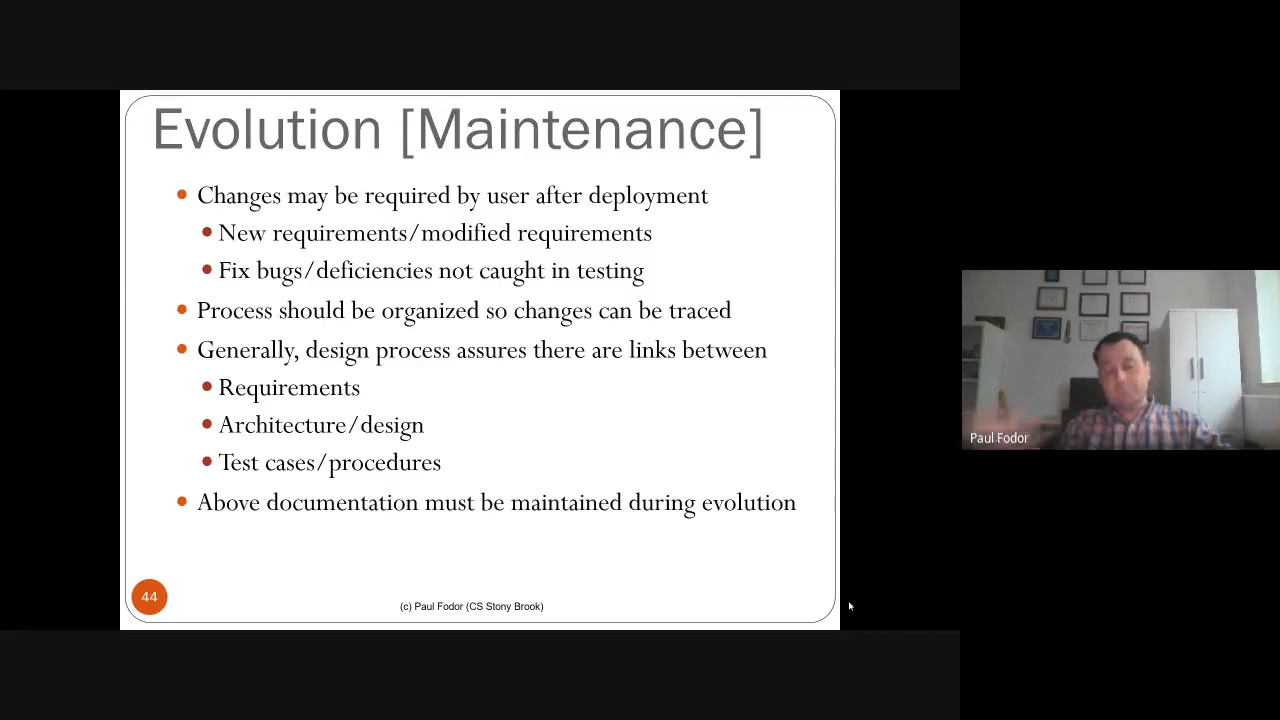 Evolution [Maintenance]
Changes may be required by user after deployment
New requirements/modified requirements
Fix bugs/deficiencies not caught in testing
Process should be organized so changes can be traced
Generally, design process assures there are links between
Requirements
Architecture/design
Test cases/procedures
Above documentation must be maintained during evolution
44
(c) Paul Fodor (CS Stony Brook)
Paul Fodor